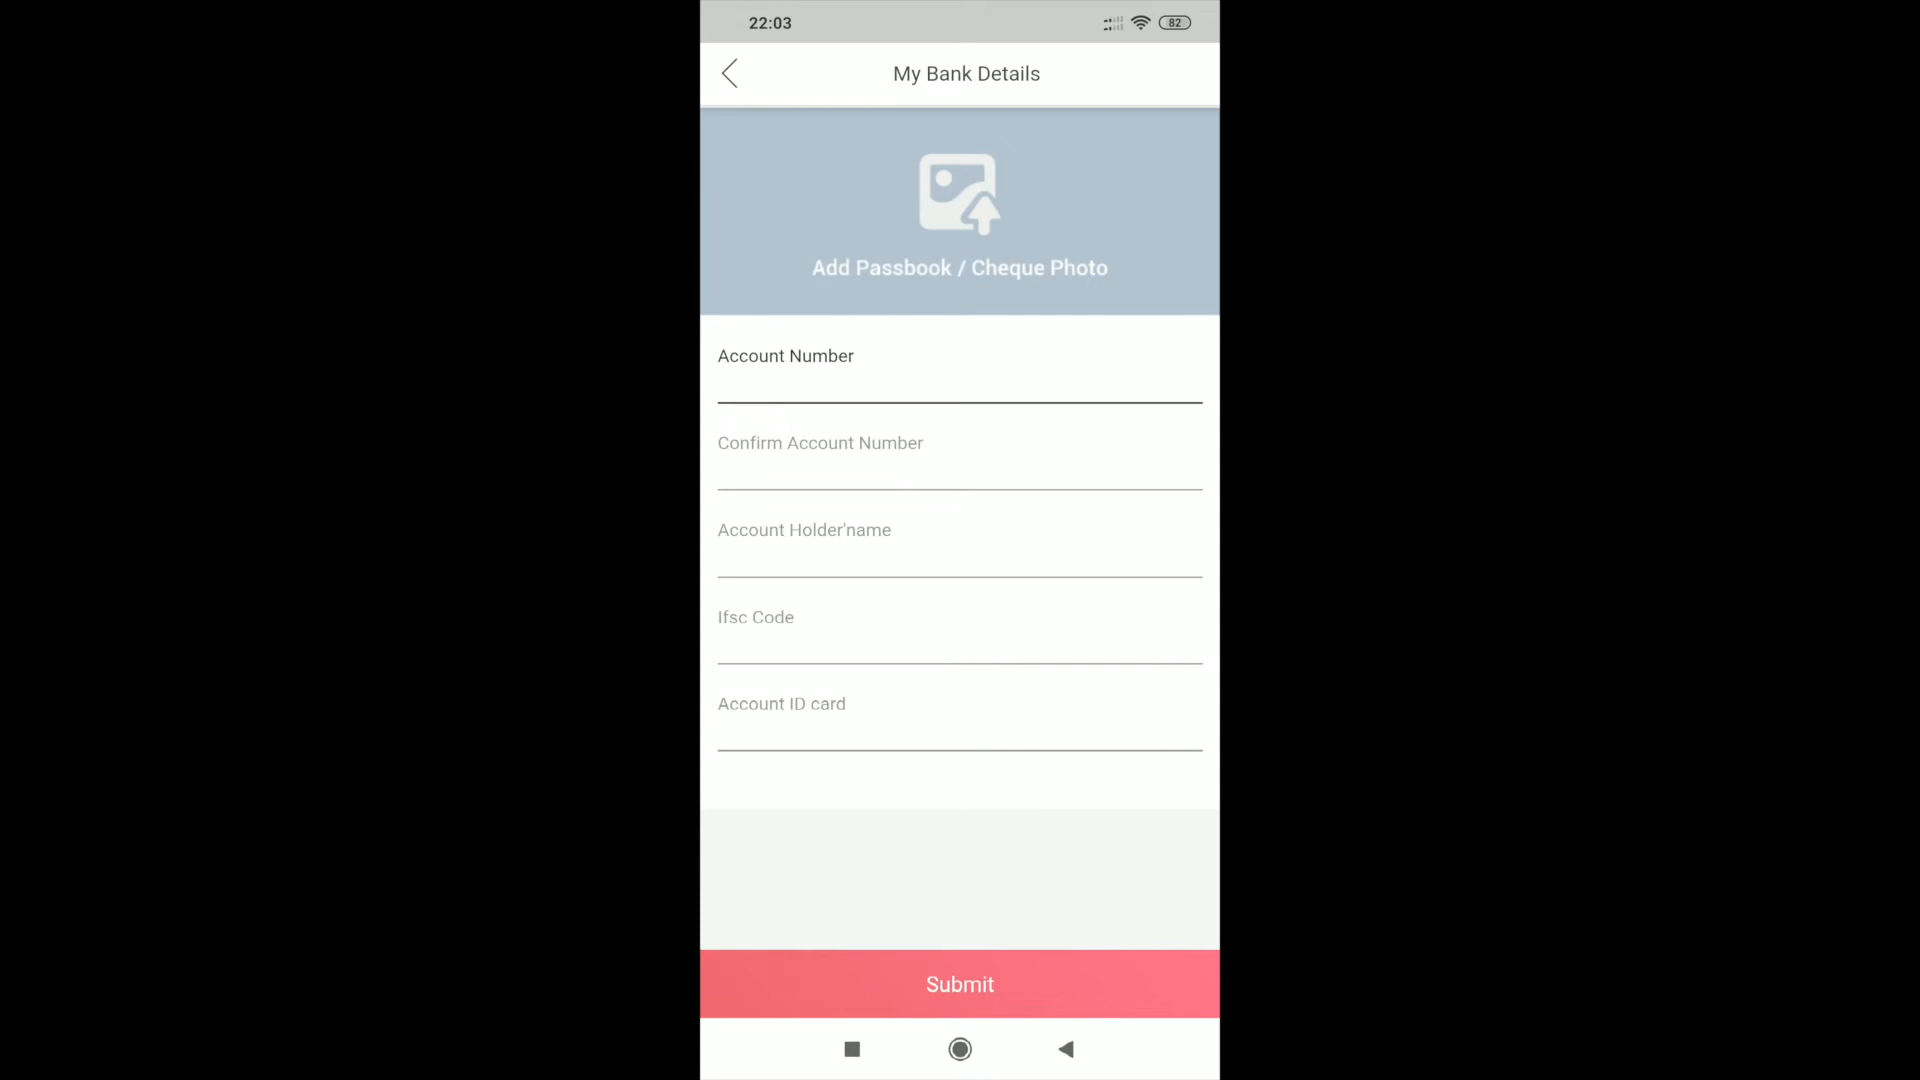 22:03
82
My Bank Details
Add Passbook / Cheque Photo
Account Number
Confirm Account Number
Account Holder'name
Ifsc Code
Account ID card
Submit